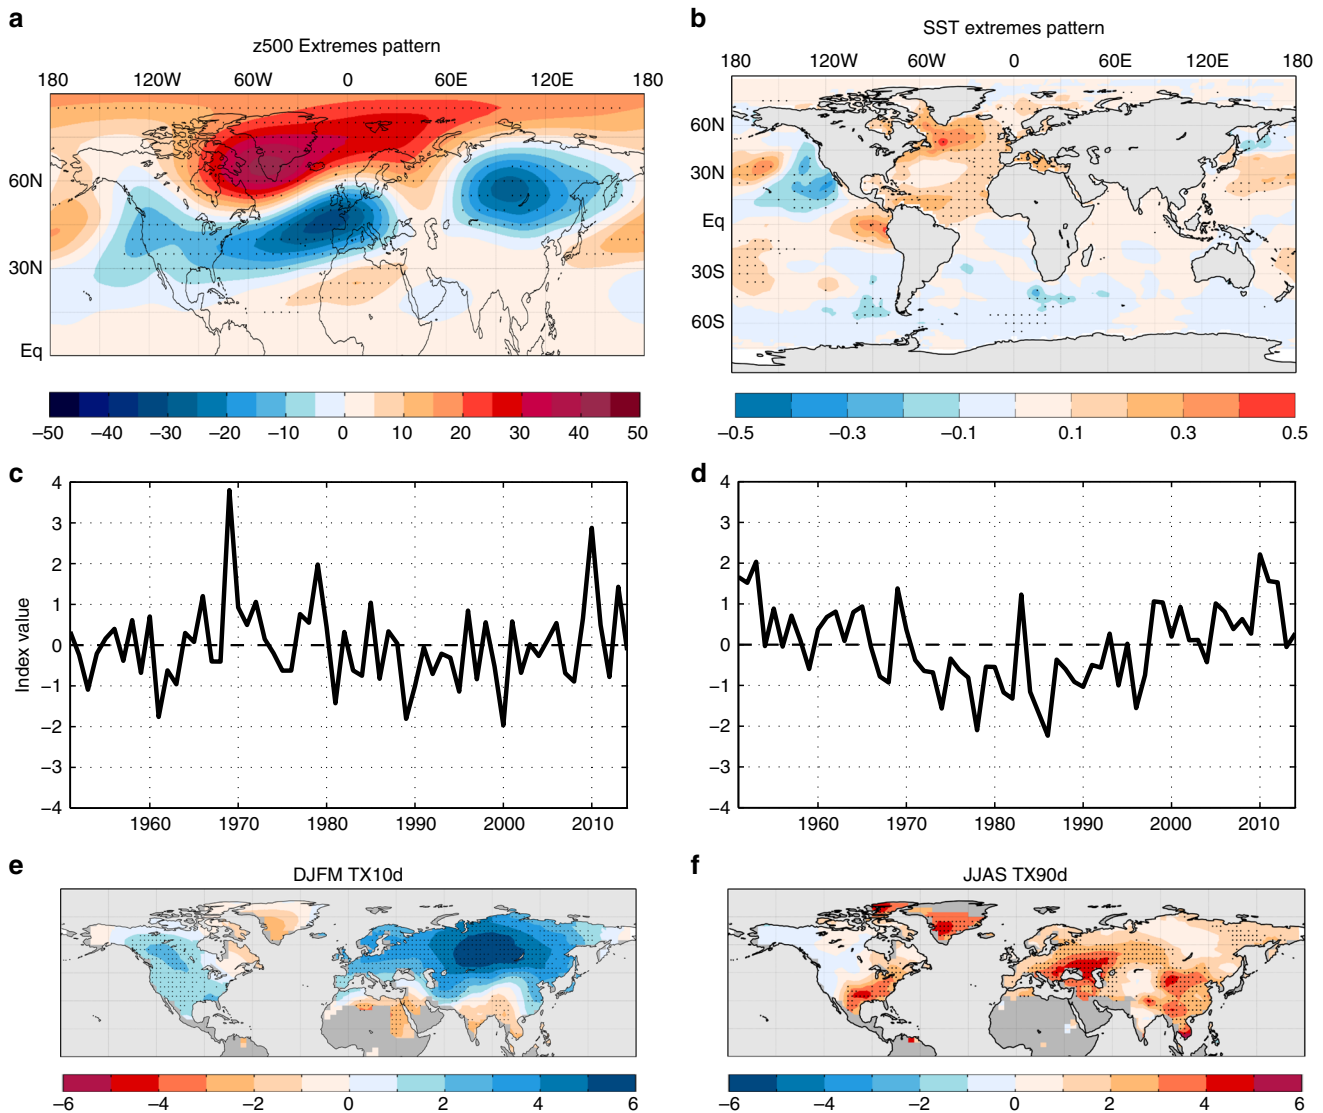 a
b
z500 Extremes pattern
SST extremes pattern
180 120W 60W 0 60E 120E 180
180 120W 60W 0 60E 120E 180
60N
30N
Eq
60N
30N
Eq
30S
60S
−50 −40 −30 −20 −10 0 10 20 30 40 50
−0.5 −0.3 −0.1 0.1 0.3 0.5
c
d
Index value
4
3
2
1
0
−1
−2
−3
−4
1960 1970 1980 1990 2000 2010
4
3
2
1
0
−1
−2
−3
−4
1960 1970 1980 1990 2000 2010
e
f
DJFM TX10d
JJAS TX90d
−6 −4 −2 0 2 4 6
−6 −4 −2 0 2 4 6